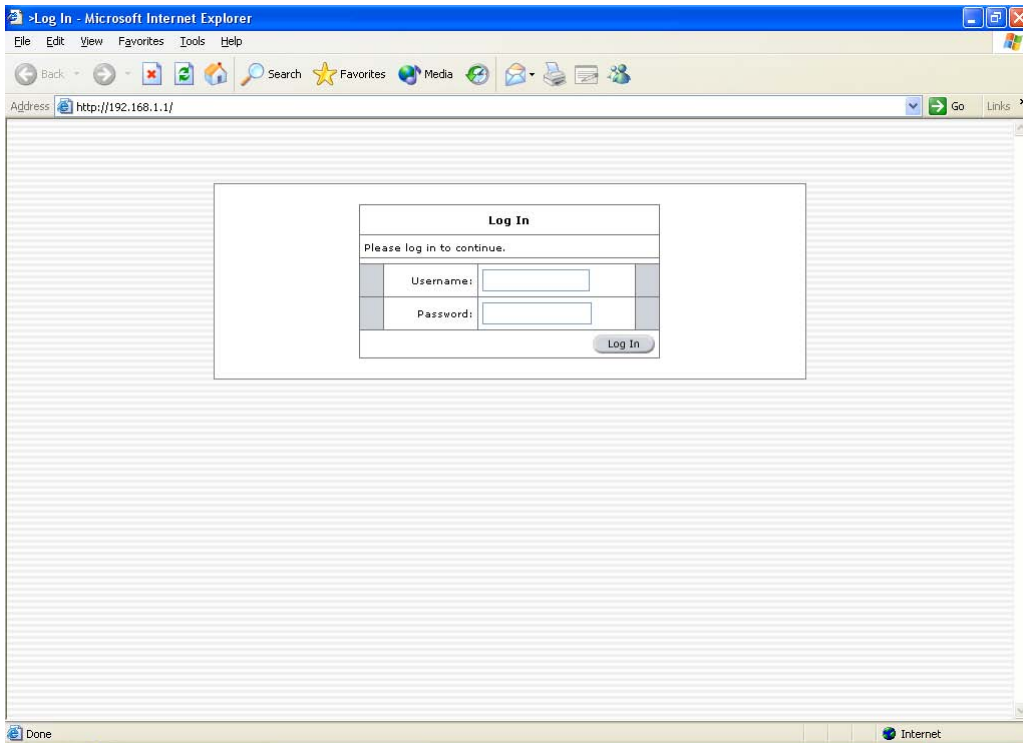 >Log In - Microsoft Internet Explorer
File Edit View Favorites Tools Help
Back Search Favorites Media
Address http://192.168.1.1/ Go Links
Log In
Please log in to continue.
Username:
Password:
Log In
Done Internet